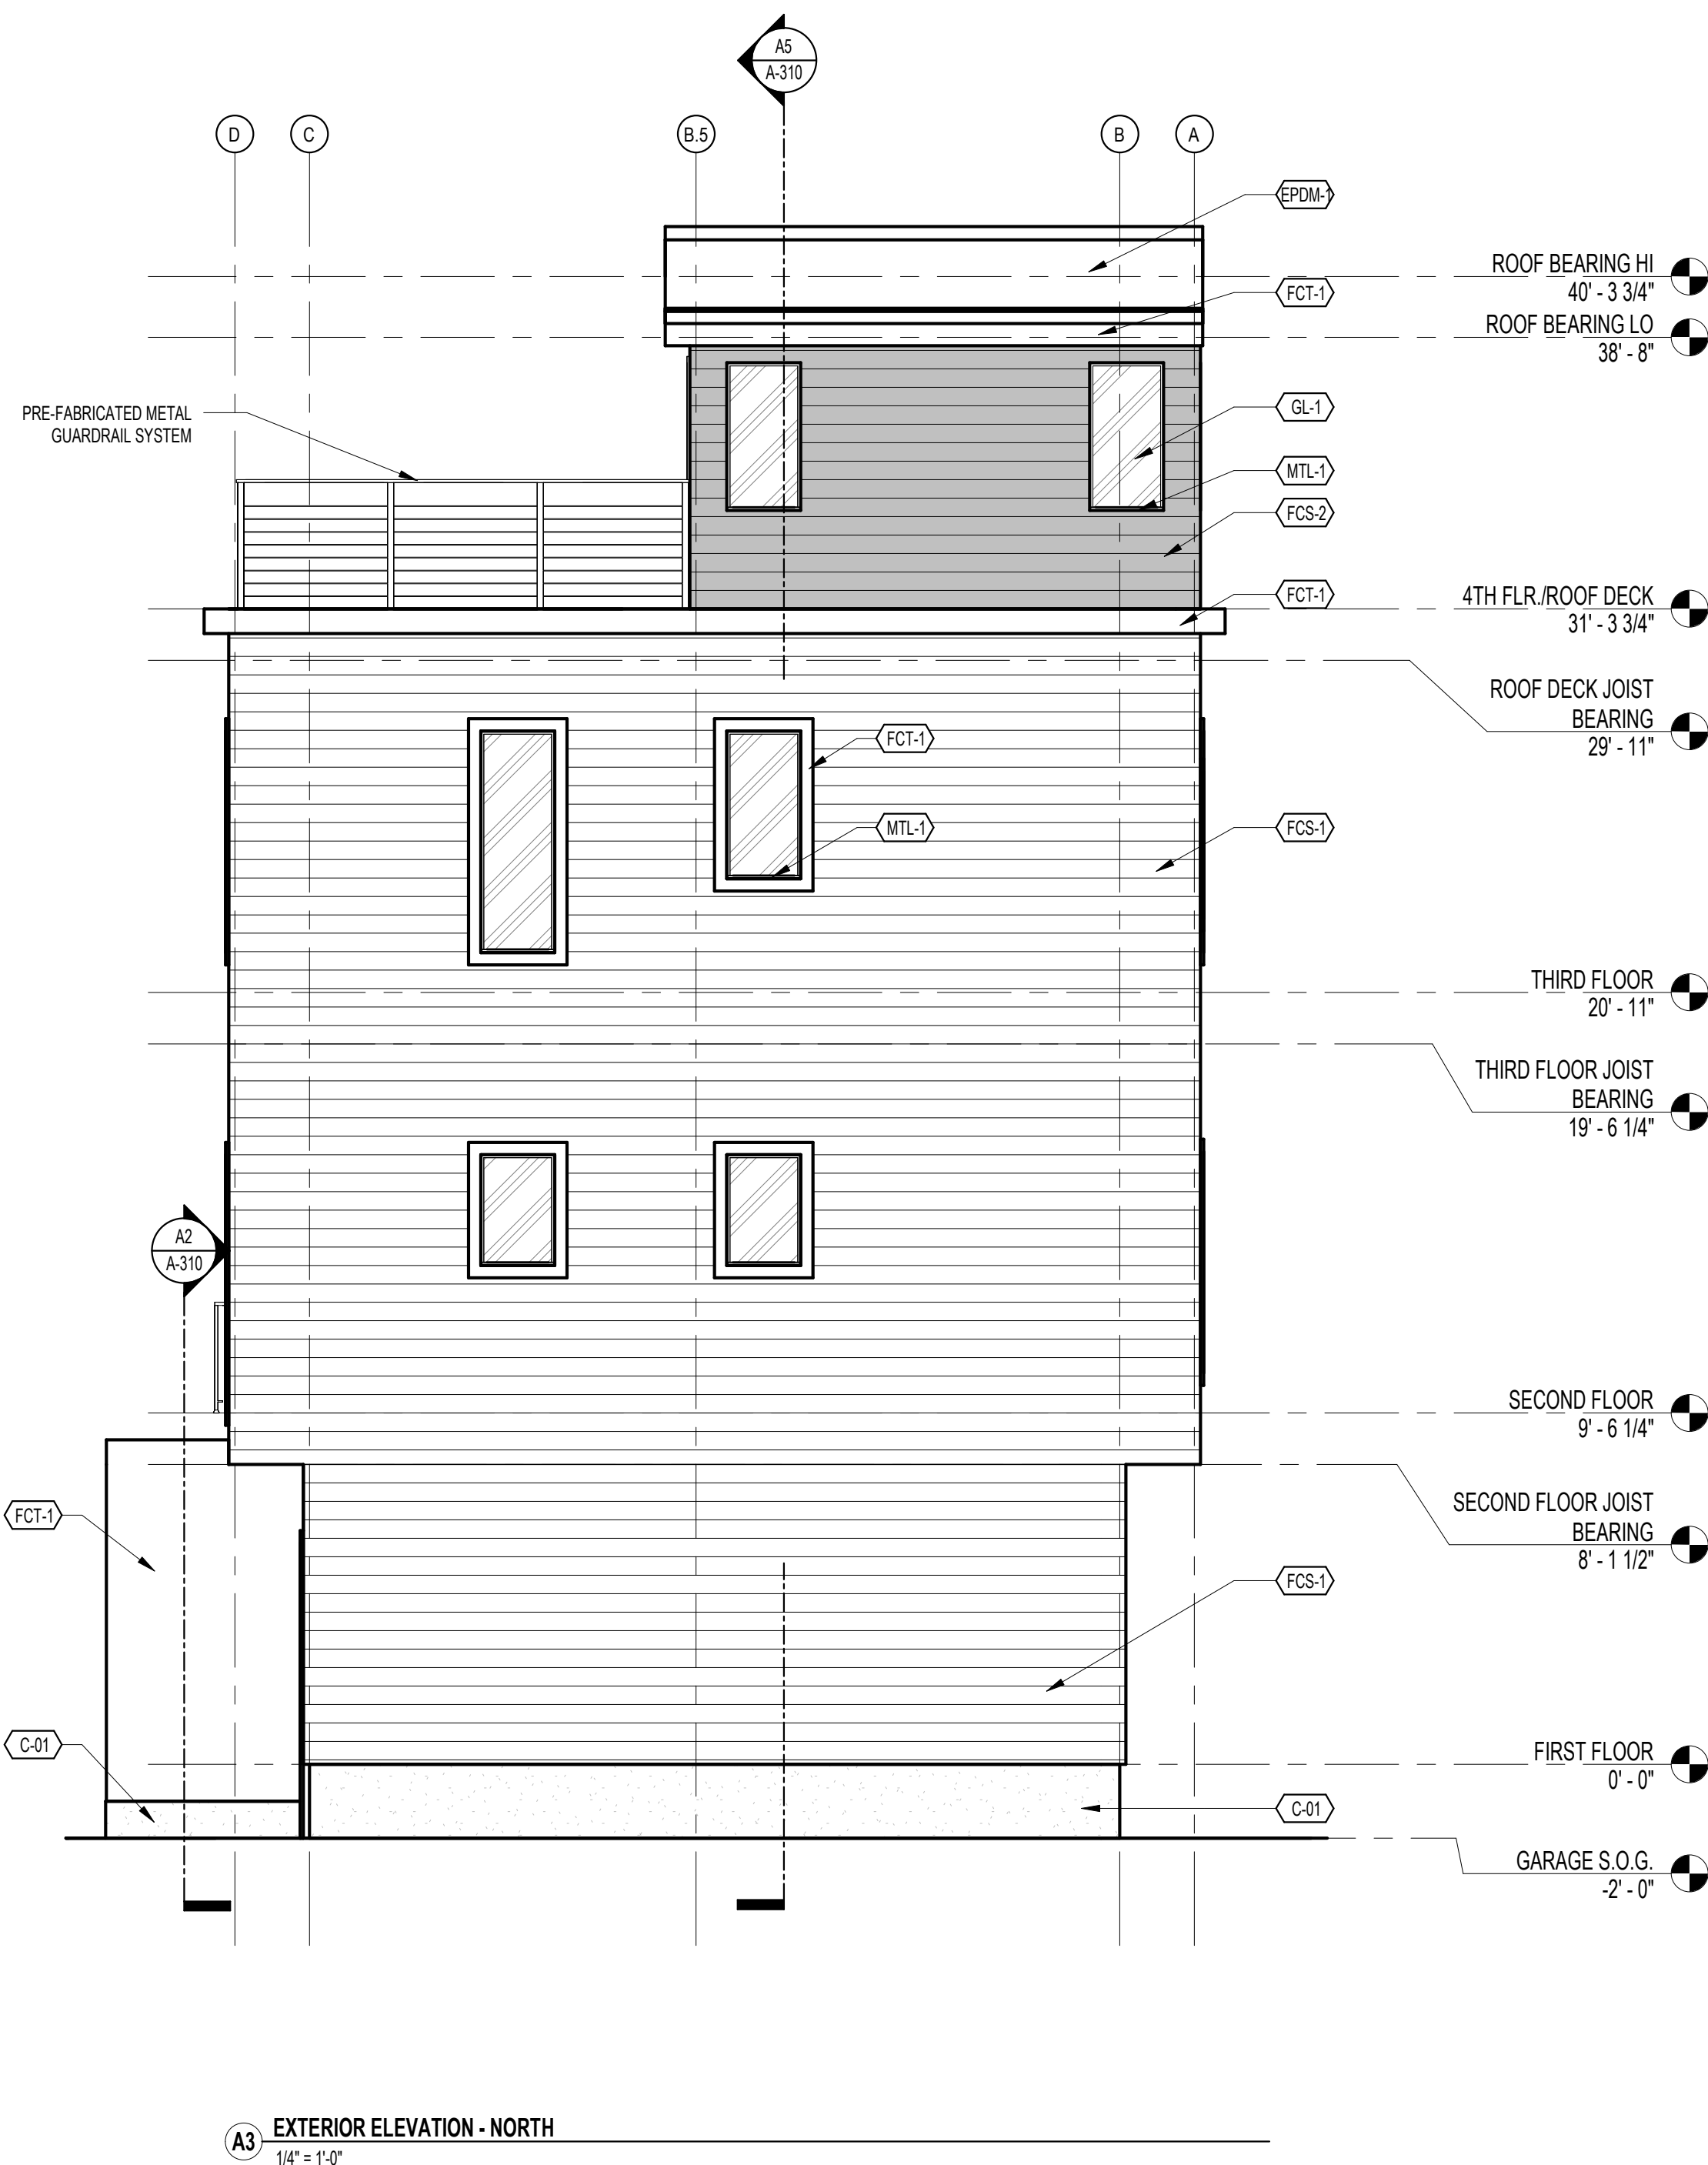 A5
A-310
D
C
B.5
B
A
EPDM-1
ROOF BEARING HI
40' - 3 3/4"
FCT-1
ROOF BEARING LO
38' - 8"
PRE-FABRICATED METAL
GUARDRAIL SYSTEM
GL-1
MTL-1
FCS-2
FCT-1
4TH FLR./ROOF DECK
31' - 3 3/4"
ROOF DECK JOIST
BEARING
29' - 11"
FCT-1
MTL-1
FCS-1
THIRD FLOOR
20' - 11"
THIRD FLOOR JOIST
BEARING
19' - 6 1/4"
A2
A-310
SECOND FLOOR
9' - 6 1/4"
SECOND FLOOR JOIST
BEARING
8' - 1 1/2"
FCT-1
FCS-1
C-01
FIRST FLOOR
0' - 0"
C-01
GARAGE S.O.G.
-2' - 0"
A3
EXTERIOR ELEVATION - NORTH
1/4" = 1'-0"